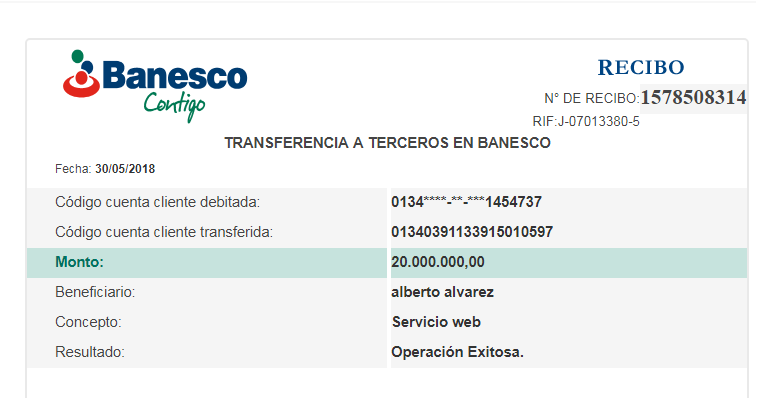 Banesco
Contigo
RECIBO
N° DE RECIBO:1578508314
RIF:J-07013380-5
TRANSFERENCIA A TERCEROS EN BANESCO
Fecha: 30/05/2018
Código cuenta cliente debitada: 0134****-**-***1454737
Código cuenta cliente transferida: 01340391133915010597
Monto: 20.000.000,00
Beneficiario: alberto alvarez
Concepto: Servicio web
Resultado: Operación Exitosa.